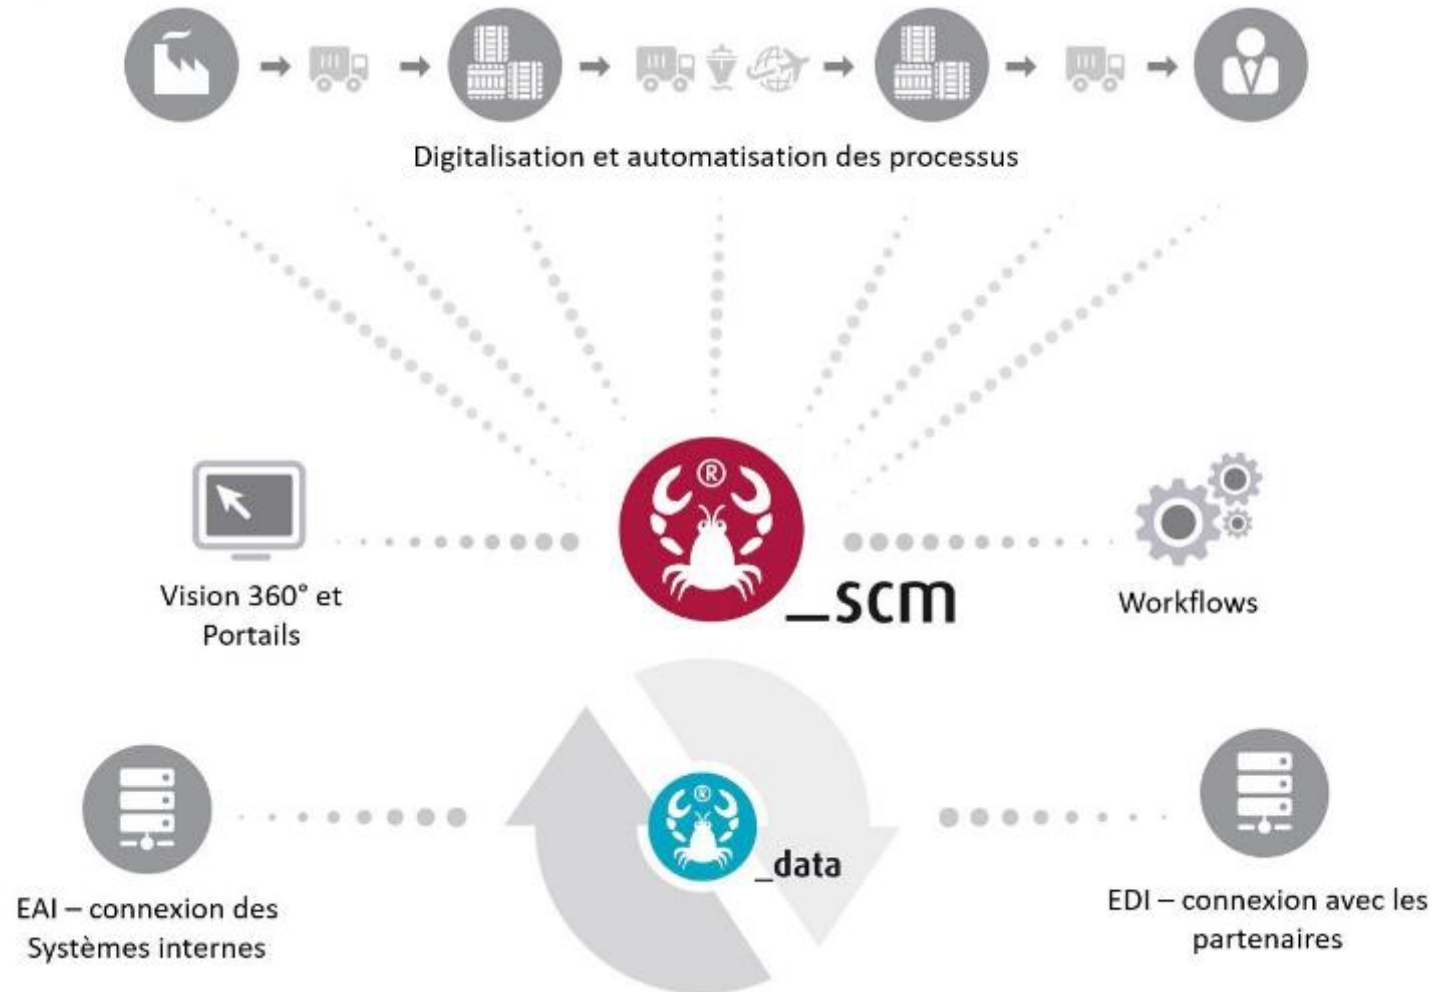 Digitalisation et automatisation des processus
®
_scm
Vision 360° et
Portails
Workflows
®
_data
EAI – connexion des
Systèmes internes
EDI – connexion avec les
partenaires